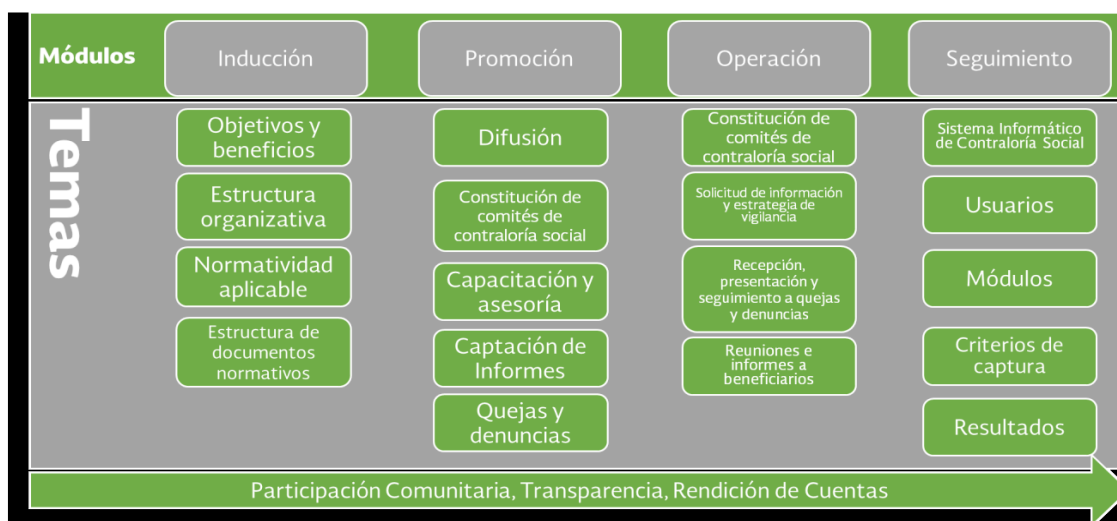 Módulos
Inducción
Promoción
Operación
Seguimiento
Temas
Objetivos y
beneficios
Estructura
organizativa
Normatividad
aplicable
Estructura de
documentos
normativos
Difusión
Constitución de
comités de
contraloría social
Capacitación y
asesoría
Captación de
Informes
Quejas y
denuncias
Constitución de
comités de
contraloría social
Solicitud de información
y estrategia de
vigilancia
Recepción,
presentación y
seguimiento a quejas
y denuncias
Reuniones e
informes a
beneficiarios
Sistema Informático
de Contraloría Social
Usuarios
Módulos
Criterios de
captura
Resultados
Participación Comunitaria, Transparencia, Rendición de Cuentas